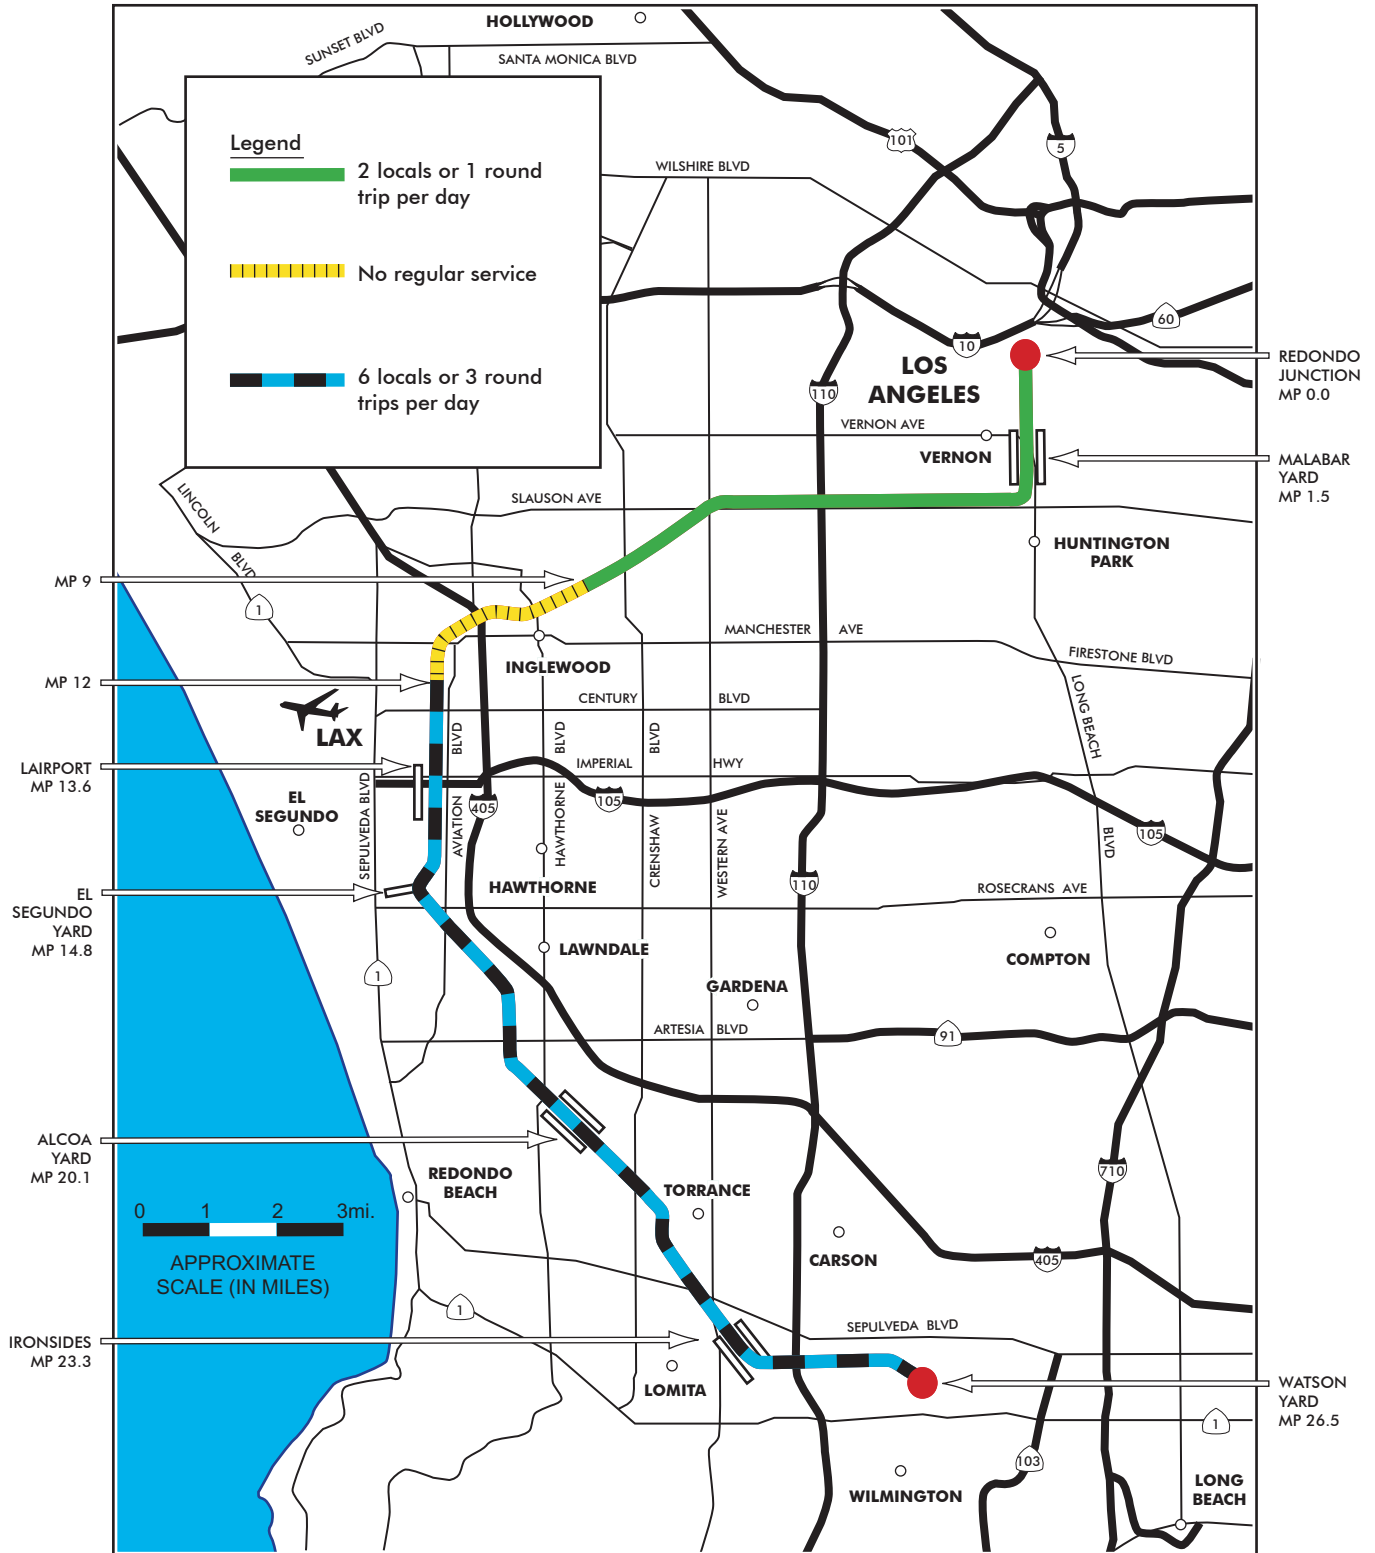 HOLLYWOOD
SUNSET BLVD
SANTA MONICA BLVD
Legend
2 locals or 1 round
trip per day
No regular service
6 locals or 3 round
trips per day
101
5
WILSHIRE BLVD
60
10
LOS
ANGELES
110
REDONDO
JUNCTION
MP 0.0
VERNON AVE
VERNON
MALABAR
YARD
MP 1.5
LINCOLN
BLVD
SLAUSON AVE
HUNTINGTON
PARK
MP 9
1
MANCHESTER AVE
FIRESTONE BLVD
INGLEWOOD
MP 12
CENTURY BLVD
LONG BEACH
BLVD
LAX
LAIRPORT
MP 13.6
IMPERIAL HWY
SEPULVEDA BLVD
AVIATION BLVD
HAWTHORNE BLVD
CRENSHAW BLVD
WESTERN AVE
EL
SEGUNDO
405
105
105
110
EL
SEGUNDO
YARD
MP 14.8
HAWTHORNE
ROSECRANS AVE
LAWNDALE
COMPTON
1
GARDENA
ARTESIA BLVD
91
ALCOA
YARD
MP 20.1
REDONDO
BEACH
TORRANCE
710
0 1 2 3mi.
APPROXIMATE
SCALE (IN MILES)
CARSON
405
1
IRONSIDES
MP 23.3
SEPULVEDA BLVD
LOMITA
WATSON
YARD
MP 26.5
1
103
WILMINGTON
LONG
BEACH